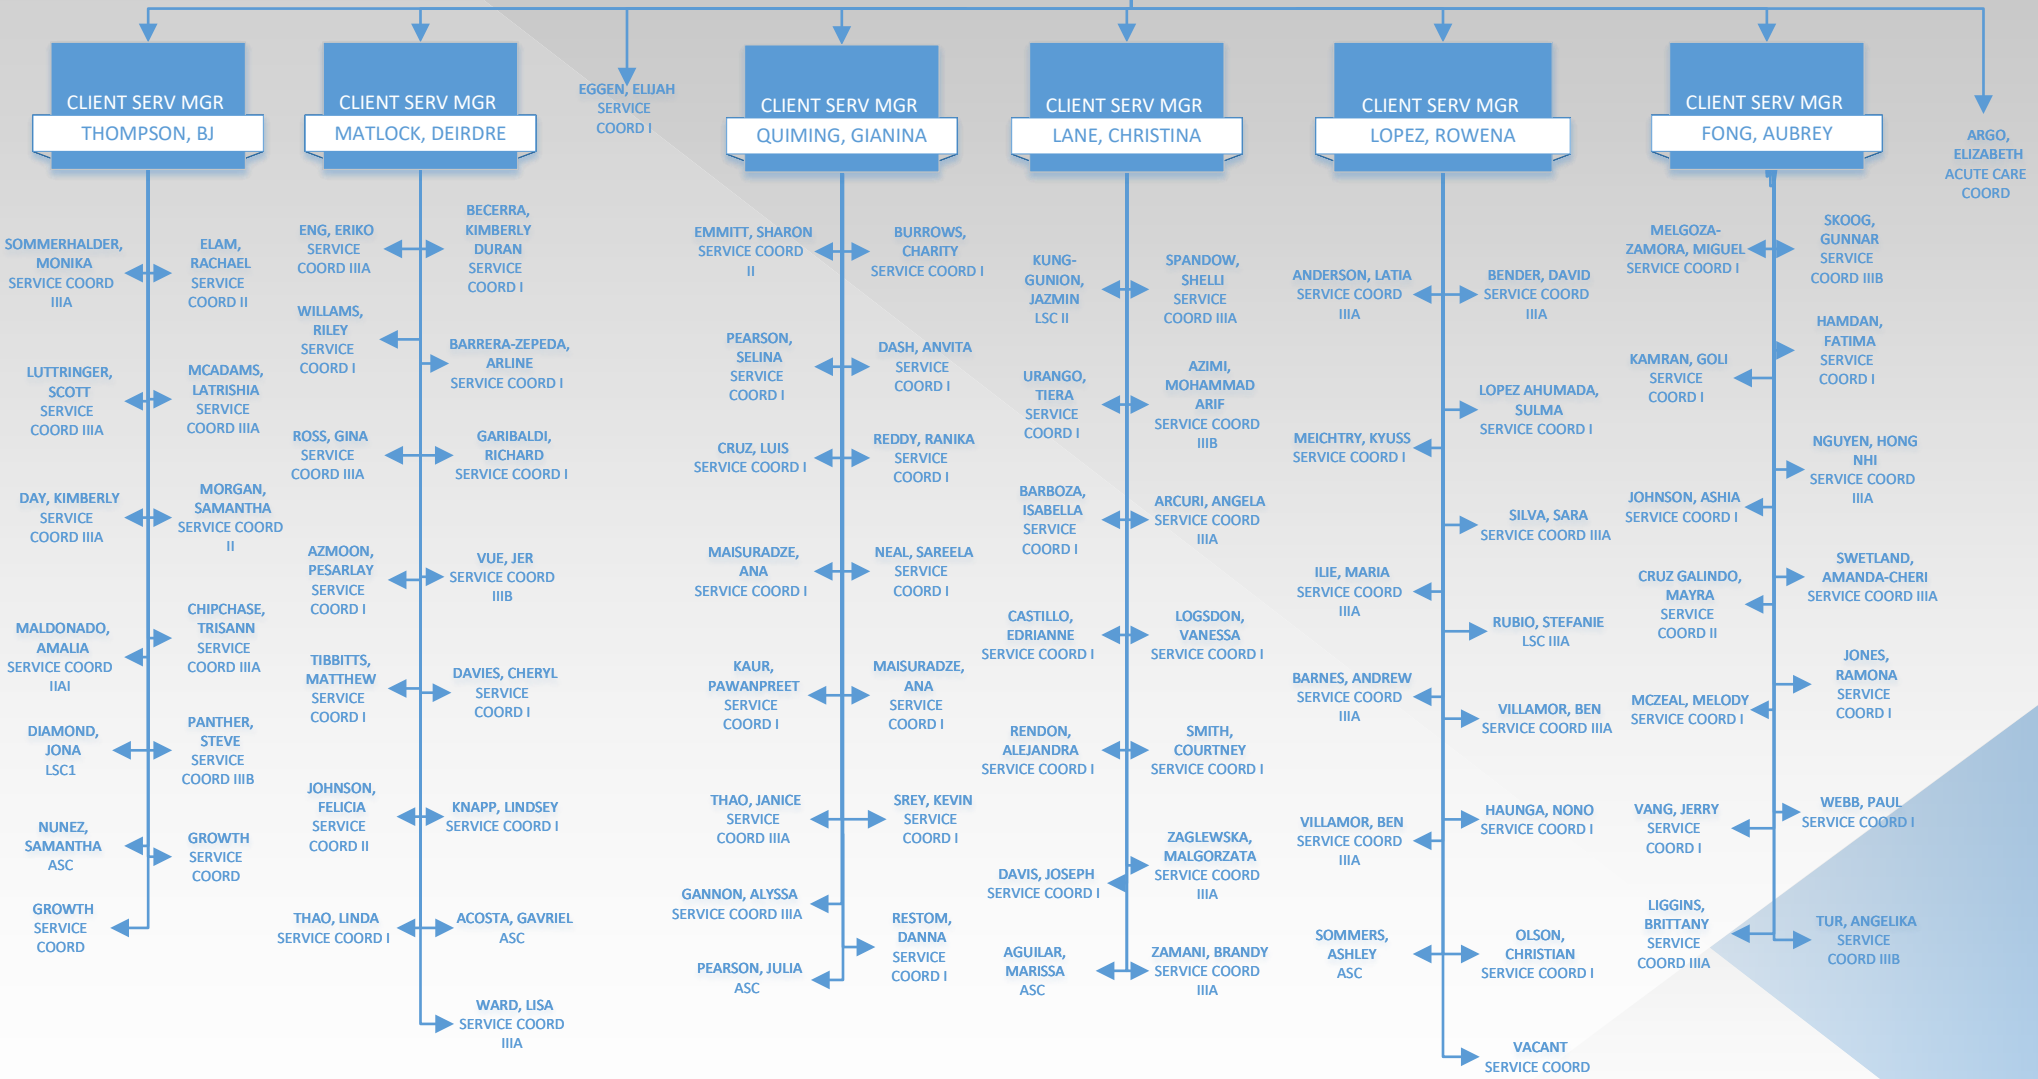 CLIENT SERV MGR
THOMPSON, BJ
SOMMERHALDER,
MONIKA
SERVICE COORD
IIIA
ELAM,
RACHAEL
SERVICE
COORD II
LUTTRINGER,
SCOTT
SERVICE
COORD IIIA
MCADAMS,
LATRISHIA
SERVICE
COORD IIIA
DAY, KIMBERLY
SERVICE
COORD IIIA
MORGAN,
SAMANTHA
SERVICE COORD
II
MALDONADO,
AMALIA
SERVICE COORD
IIAI
CHIPCHASE,
TRISANN
SERVICE
COORD IIIA
DIAMOND,
JONA
LSC1
PANTHER,
STEVE
SERVICE
COORD IIIB
NUNEZ,
SAMANTHA
ASC
GROWTH
SERVICE
COORD
GROWTH
SERVICE
COORD
CLIENT SERV MGR
MATLOCK, DEIRDRE
ENG, ERIKO
SERVICE
COORD IIIA
BECERRA,
KIMBERLY
DURAN
SERVICE
COORD I
WILLAMS,
RILEY
SERVICE
COORD I
BARRERA-ZEPEDA,
ARLINE
SERVICE COORD I
ROSS, GINA
SERVICE
COORD IIIA
GARIBALDI,
RICHARD
SERVICE COORD I
AZMOON,
PESARLAY
SERVICE
COORD I
VUE, JER
SERVICE COORD
IIIB
TIBBITTS,
MATTHEW
SERVICE
COORD I
DAVIES, CHERYL
SERVICE
COORD I
JOHNSON,
FELICIA
SERVICE
COORD II
KNAPP, LINDSEY
SERVICE COORD I
THAO, LINDA
SERVICE COORD I
ACOSTA, GAVRIEL
ASC
WARD, LISA
SERVICE COORD
IIIA
EGGEN, ELIJAH
SERVICE
COORD I
CLIENT SERV MGR
QUIMING, GIANINA
EMMITT, SHARON
SERVICE COORD
II
BURROWS,
CHARITY
SERVICE COORD I
PEARSON,
SELINA
SERVICE
COORD I
DASH, ANVITA
SERVICE
COORD I
CRUZ, LUIS
SERVICE COORD I
REDDY, RANIKA
SERVICE
COORD I
MAISURADZE,
ANA
SERVICE COORD I
NEAL, SAREELA
SERVICE
COORD I
KAUR,
PAWANPREET
SERVICE
COORD I
MAISURADZE,
ANA
SERVICE
COORD I
THAO, JANICE
SERVICE
COORD IIIA
SREY, KEVIN
SERVICE
COORD I
GANNON, ALYSSA
SERVICE COORD IIIA
RESTOM,
DANNA
SERVICE
COORD I
PEARSON, JULIA
ASC
CLIENT SERV MGR
LANE, CHRISTINA
KUNG-
GUNION,
JAZMIN
LSC II
SPANDOW,
SHELLI
SERVICE
COORD IIIA
URANGO,
TIERA
SERVICE
COORD I
AZIMI,
MOHAMMAD
ARIF
SERVICE COORD
IIIB
BARBOZA,
ISABELLA
SERVICE
COORD I
ARCURI, ANGELA
SERVICE COORD
IIIA
CASTILLO,
EDRIANNE
SERVICE COORD I
LOGSDON,
VANESSA
SERVICE COORD I
RENDON,
ALEJANDRA
SERVICE COORD I
SMITH,
COURTNEY
SERVICE COORD I
DAVIS, JOSEPH
SERVICE COORD I
ZAGLEWSKA,
MALGORZATA
SERVICE COORD
IIIA
AGUILAR,
MARISSA
ASC
ZAMANI, BRANDY
SERVICE COORD
IIIA
CLIENT SERV MGR
LOPEZ, ROWENA
ANDERSON, LATIA
SERVICE COORD
IIIA
BENDER, DAVID
SERVICE COORD
IIIA
LOPEZ AHUMADA,
SULMA
SERVICE COORD I
MEICHTRY, KYUSS
SERVICE COORD I
SILVA, SARA
SERVICE COORD IIIA
ILIE, MARIA
SERVICE COORD
IIIA
RUBIO, STEFANIE
LSC IIIA
BARNES, ANDREW
SERVICE COORD
IIIA
VILLAMOR, BEN
SERVICE COORD IIIA
VILLAMOR, BEN
SERVICE COORD
IIIA
HAUNGA, NONO
SERVICE COORD I
SOMMERS,
ASHLEY
ASC
OLSON,
CHRISTIAN
SERVICE COORD I
VACANT
SERVICE COORD
CLIENT SERV MGR
FONG, AUBREY
MELGOZA-
ZAMORA, MIGUEL
SERVICE COORD I
SKOOG,
GUNNAR
SERVICE
COORD IIIB
KAMRAN, GOLI
SERVICE
COORD I
HAMDAN,
FATIMA
SERVICE
COORD I
JOHNSON, ASHIA
SERVICE COORD I
NGUYEN, HONG
NHI
SERVICE COORD
IIIA
CRUZ GALINDO,
MAYRA
SERVICE
COORD II
SWETLAND,
AMANDA-CHERI
SERVICE COORD IIIA
MCZEAL, MELODY
SERVICE COORD I
JONES,
RAMONA
SERVICE
COORD I
VANG, JERRY
SERVICE
COORD I
WEBB, PAUL
SERVICE COORD I
LIGGINS,
BRITTANY
SERVICE
COORD IIIA
TUR, ANGELIKA
SERVICE
COORD IIIB
ARGO,
ELIZABETH
ACUTE CARE
COORD